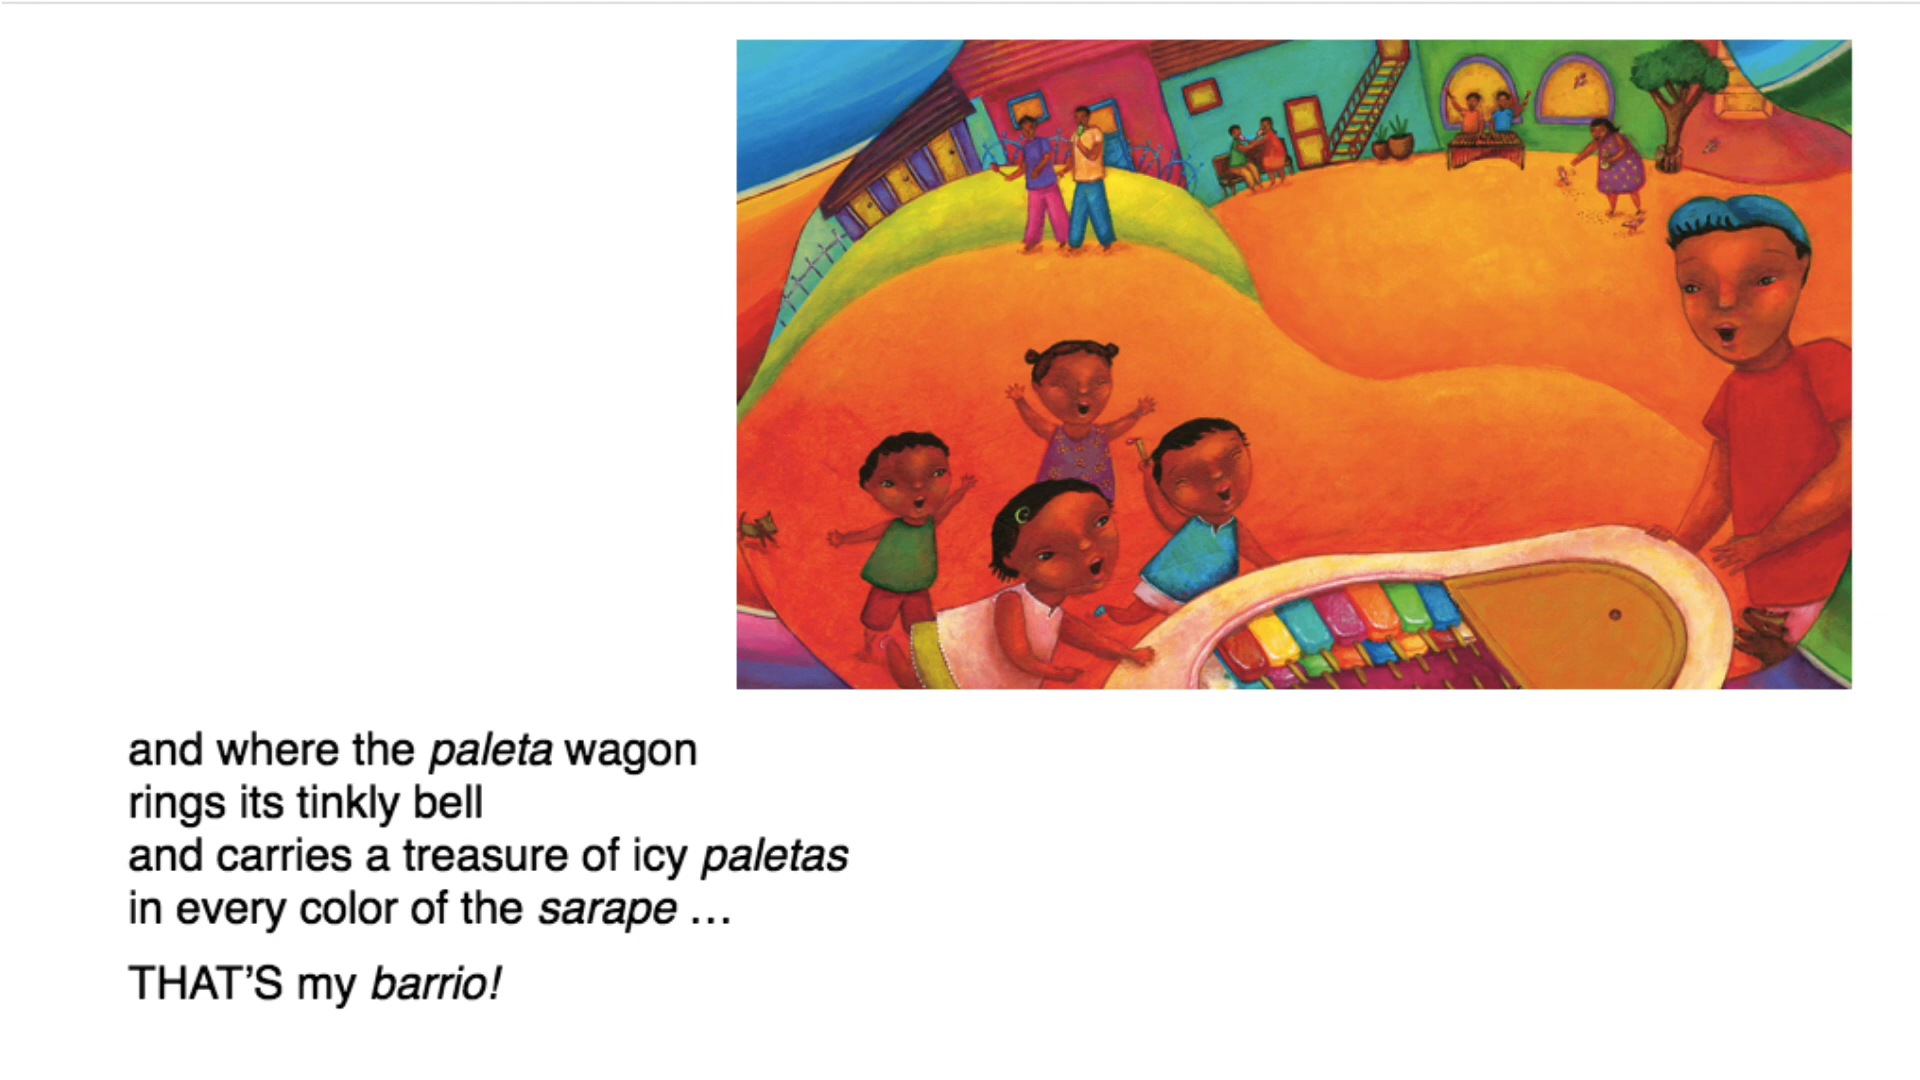 and where the paleta wagon
rings its tinkly bell
and carries a treasure of icy paletas
in every color of the sarape …
THAT’S my barrio!